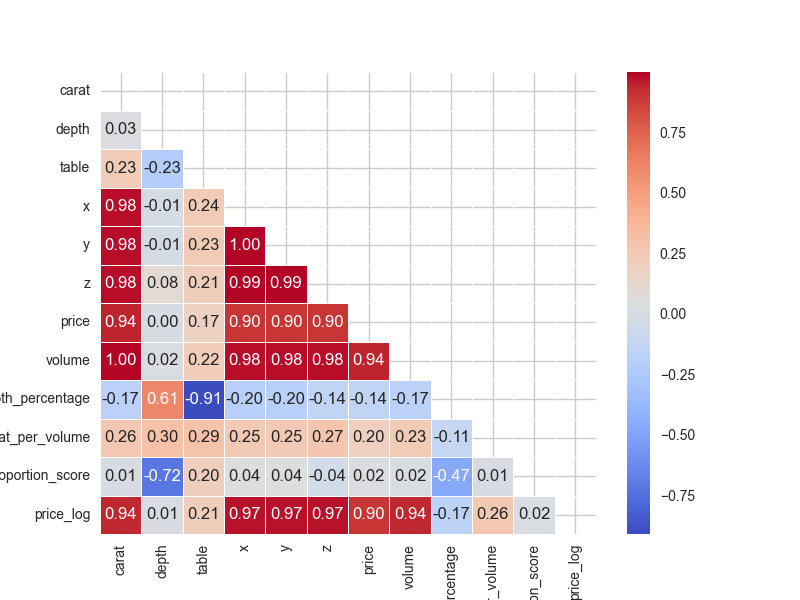 carat
depth 0.03
table 0.23 -0.23
x 0.98 -0.01 0.24
y 0.98 -0.01 0.23 1.00
z 0.98 0.08 0.21 0.99 0.99
price 0.94 0.00 0.17 0.90 0.90 0.90
volume 1.00 0.02 0.22 0.98 0.98 0.98 0.94
th_percentage -0.17 0.61 -0.91 -0.20 -0.20 -0.14 -0.14 -0.17
at_per_volume 0.26 0.30 0.29 0.25 0.25 0.27 0.20 0.23 -0.11
oportion_score 0.01 -0.72 0.20 0.04 0.04 -0.04 0.02 0.02 -0.47 0.01
price_log 0.94 0.01 0.21 0.97 0.97 0.97 0.90 0.94 -0.17 0.26 0.02
carat depth table x y z price volume rcentage r_volume on_score price_log
0.75
0.50
0.25
0.00
−0.25
−0.50
−0.75